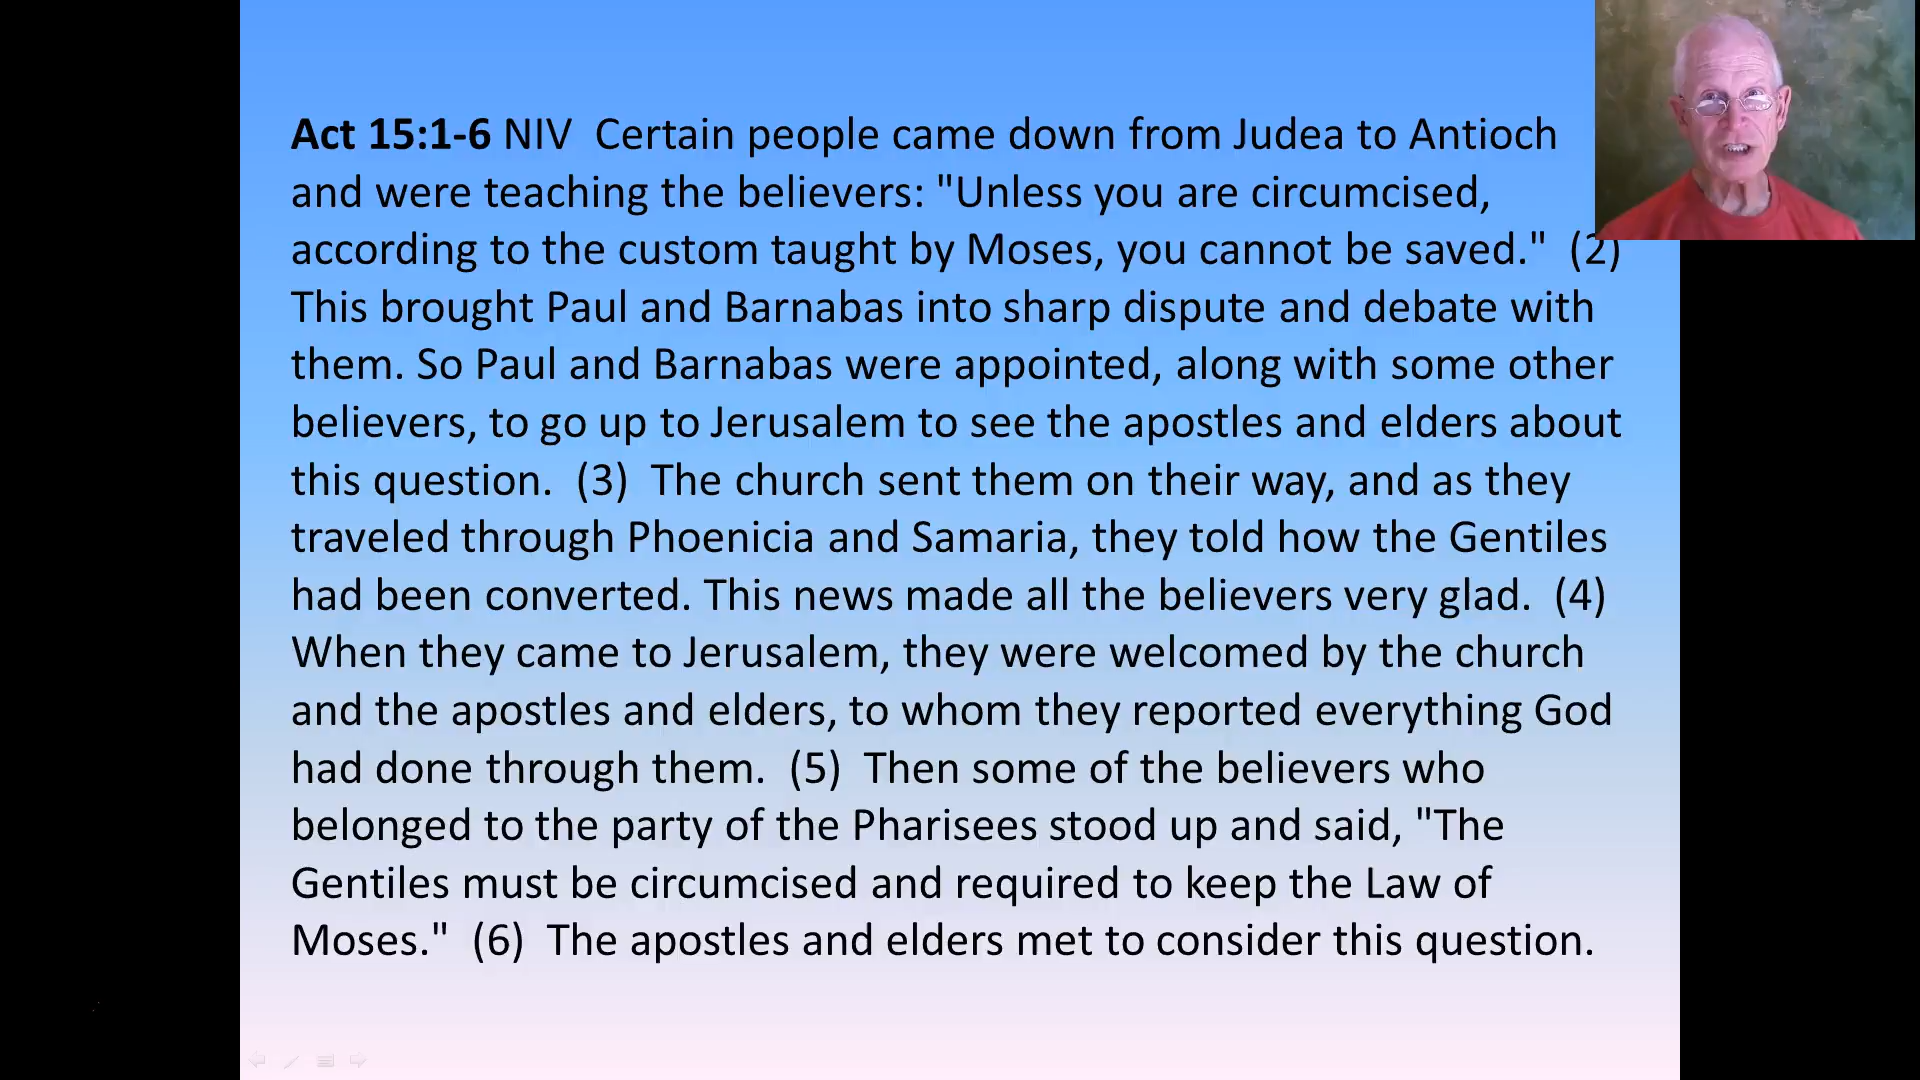 Act 15:1-6 NIV  Certain people came down from Judea to Antioch
and were teaching the believers: "Unless you are circumcised,
according to the custom taught by Moses, you cannot be saved."  (2)
This brought Paul and Barnabas into sharp dispute and debate with
them. So Paul and Barnabas were appointed, along with some other
believers, to go up to Jerusalem to see the apostles and elders about
this question.  (3)  The church sent them on their way, and as they
traveled through Phoenicia and Samaria, they told how the Gentiles
had been converted. This news made all the believers very glad.  (4)
When they came to Jerusalem, they were welcomed by the church
and the apostles and elders, to whom they reported everything God
had done through them.  (5)  Then some of the believers who
belonged to the party of the Pharisees stood up and said, "The
Gentiles must be circumcised and required to keep the Law of
Moses."  (6)  The apostles and elders met to consider this question.